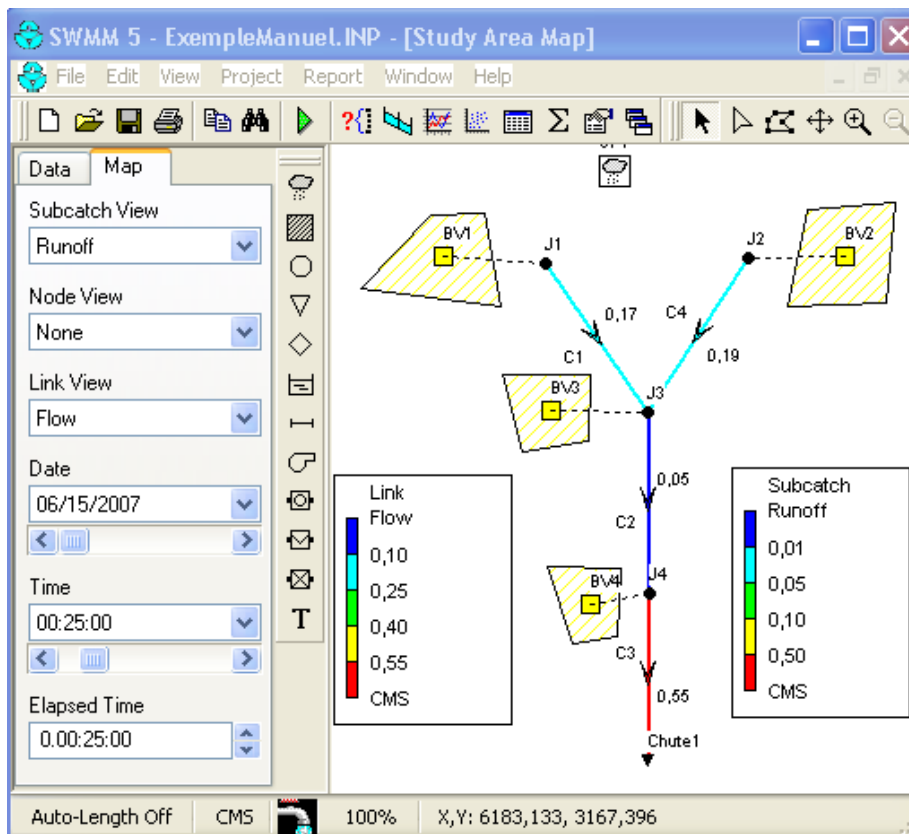 SWMM 5 - ExempleManuel.INP - [Study Area Map]
File Edit View Project Report Window Help
Data Map
Subcatch View
Runoff
Node View
None
Link View
Flow
Date
06/15/2007
Time
00:25:00
Elapsed Time
0.00:25:00
T
BV1
J1
J2
BV2
0,17
C4
C1
0,19
BV3
J3
0,05
C2
BV4
J4
C3
0,55
Chute1
Link
Flow
0,10
0,25
0,40
0,55
CMS
Subcatch
Runoff
0,01
0,05
0,10
0,50
CMS
Auto-Length Off CMS 100% X,Y: 6183,133, 3167,396